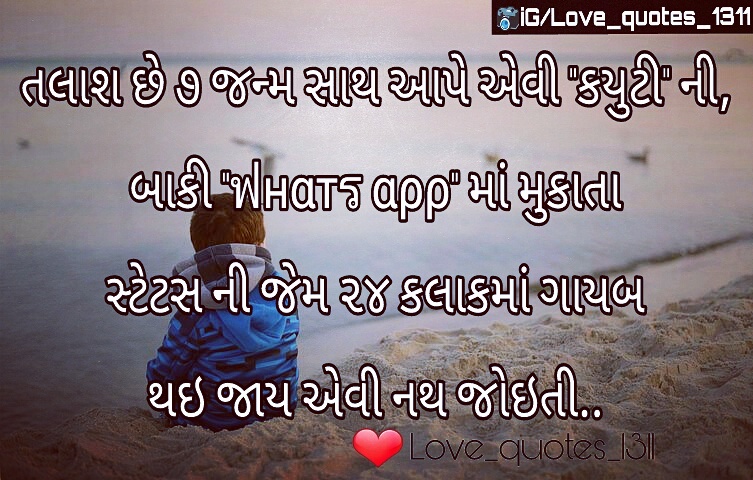 iG/Love_quotes_1311
તલાશ છે ૭ જન્મ સાથ આપે એવી "કયુટી" ની,
બાકી "WHATS app" માં મુકાતા
સ્ટેટસ ની જેમ ૨૪ કલાકમાં ગાયબ
થઇ જાય એવી નથ જોઇતી..
Love_quotes_1311